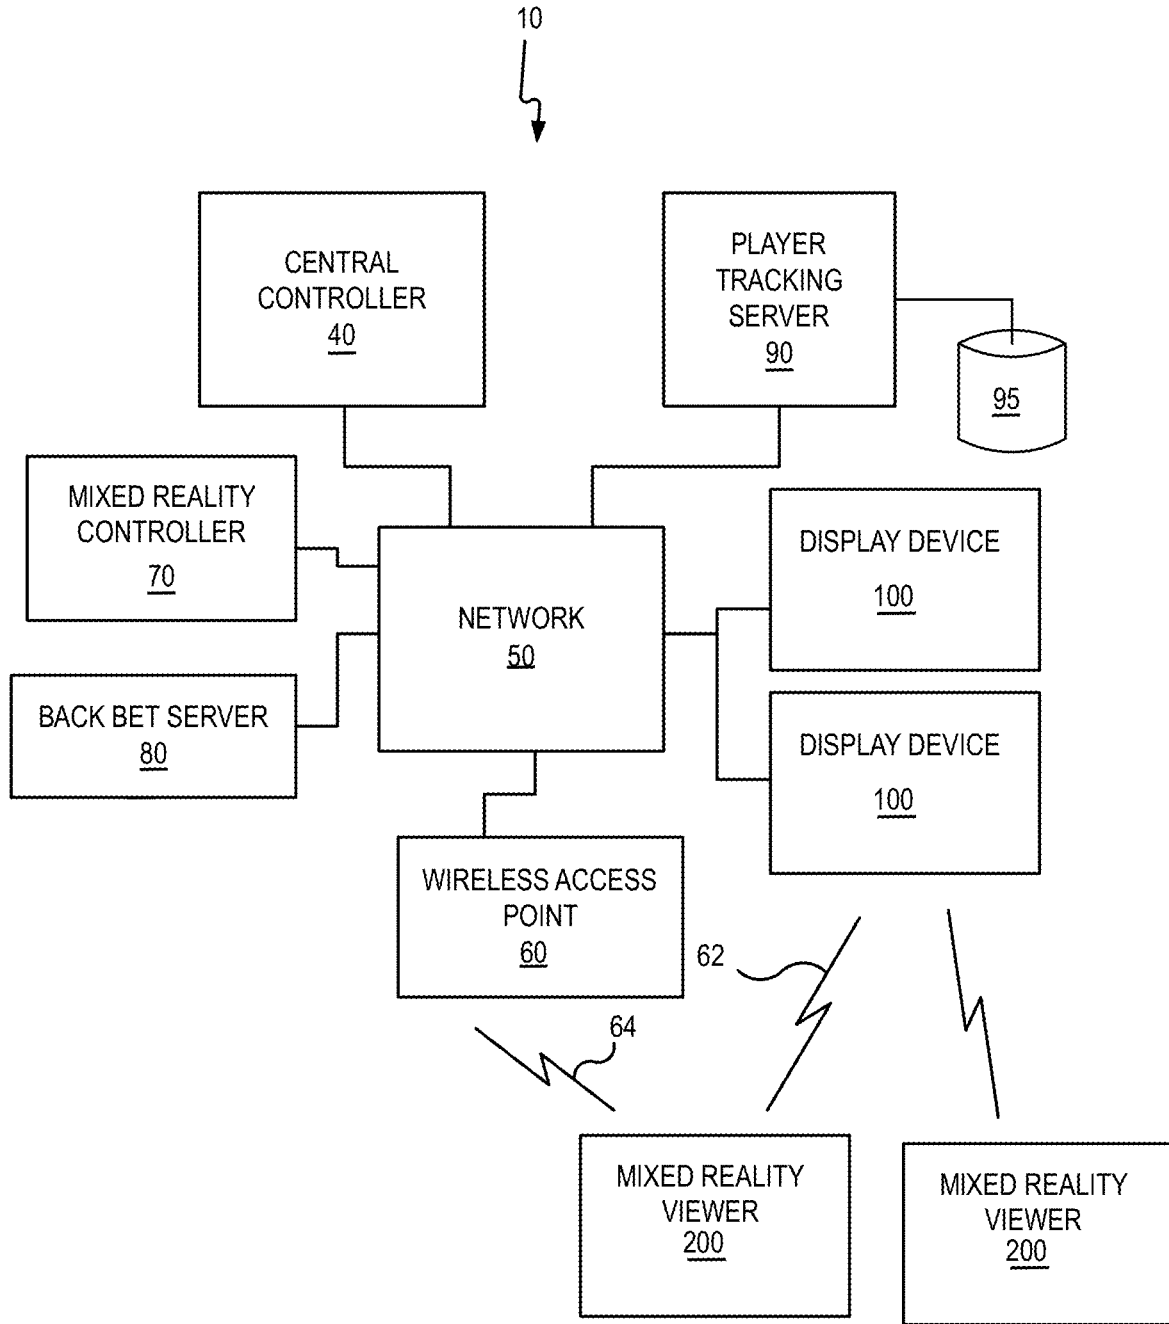 10
CENTRAL
CONTROLLER
40
PLAYER
TRACKING
SERVER
90
95
MIXED REALITY
CONTROLLER
70
DISPLAY DEVICE
100
NETWORK
50
BACK BET SERVER
80
DISPLAY DEVICE
100
WIRELESS ACCESS
POINT
60
62
64
MIXED REALITY
VIEWER
200
MIXED REALITY
VIEWER
200